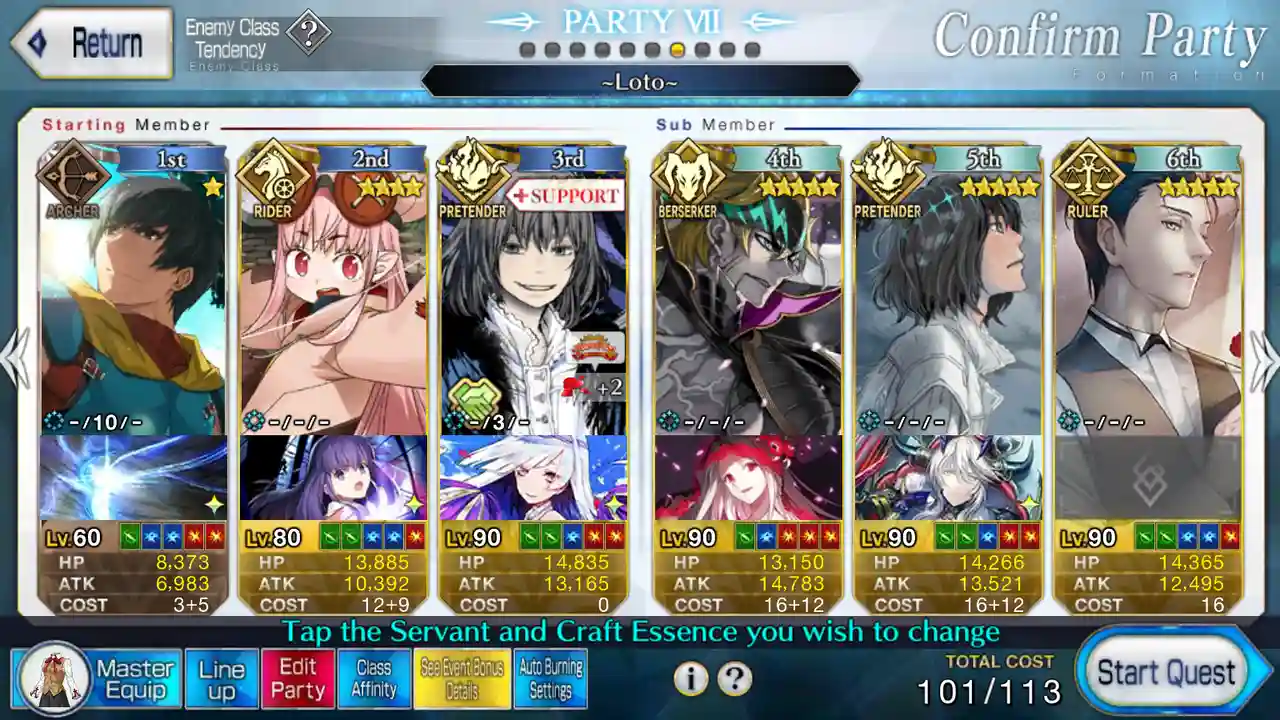 Return
Enemy Class
Tendency
Enemy Class
?
PARTY VII
~Loto~
Confirm Party
Formation
Starting Member
Sub Member
1st
2nd
3rd
4th
5th
6th
+SUPPORT
ARCHER
RIDER
PRETENDER
BERSERKER
PRETENDER
RULER
+2
-/10/-
-/-/-
-/3/-
-/-/-
-/-/-
-/-/-
Lv.60
Lv.80
Lv.90
Lv.90
Lv.90
Lv.90
HP 8,373
HP 13,885
HP 14,835
HP 13,150
HP 14,266
HP 14,365
ATK 6,983
ATK 10,392
ATK 13,165
ATK 14,783
ATK 13,521
ATK 12,495
COST 3+5
COST 12+9
COST 0
COST 16+12
COST 16+12
COST 16
Tap the Servant and Craft Essence you wish to change
Master
Equip
Line
up
Edit
Party
Class
Affinity
See Event Bonus
Details
Auto Burning
Settings
i
?
TOTAL COST
101/113
Start Quest